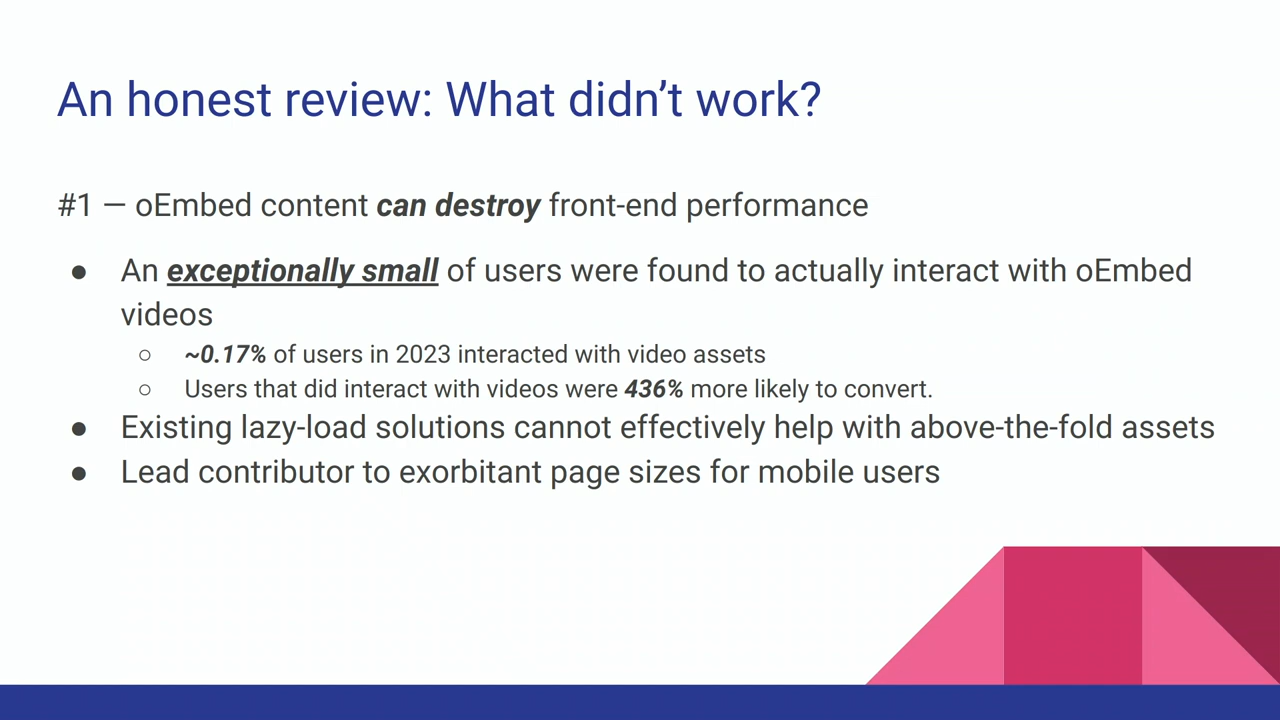 An honest review: What didn’t work?
#1 — oEmbed content can destroy front-end performance
● An exceptionally small of users were found to actually interact with oEmbed
videos
○ ~0.17% of users in 2023 interacted with video assets
○ Users that did interact with videos were 436% more likely to convert.
● Existing lazy-load solutions cannot effectively help with above-the-fold assets
● Lead contributor to exorbitant page sizes for mobile users